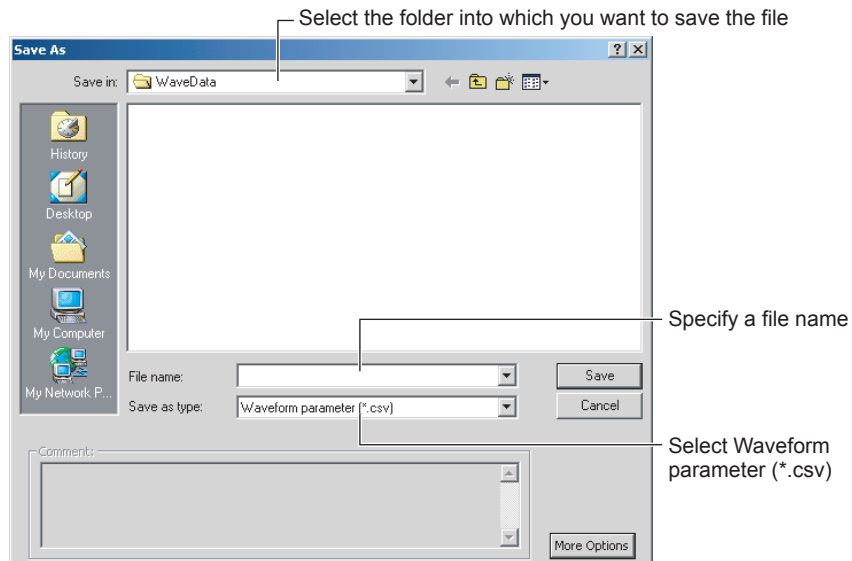 Select the folder into which you want to save the file
Save As
Save in:
WaveData
History
Desktop
My Documents
My Computer
My Network P...
Specify a file name
File name:
Save
Save as type:
Waveform parameter (*.csv)
Cancel
Select Waveform
parameter (*.csv)
Comment:
More Options